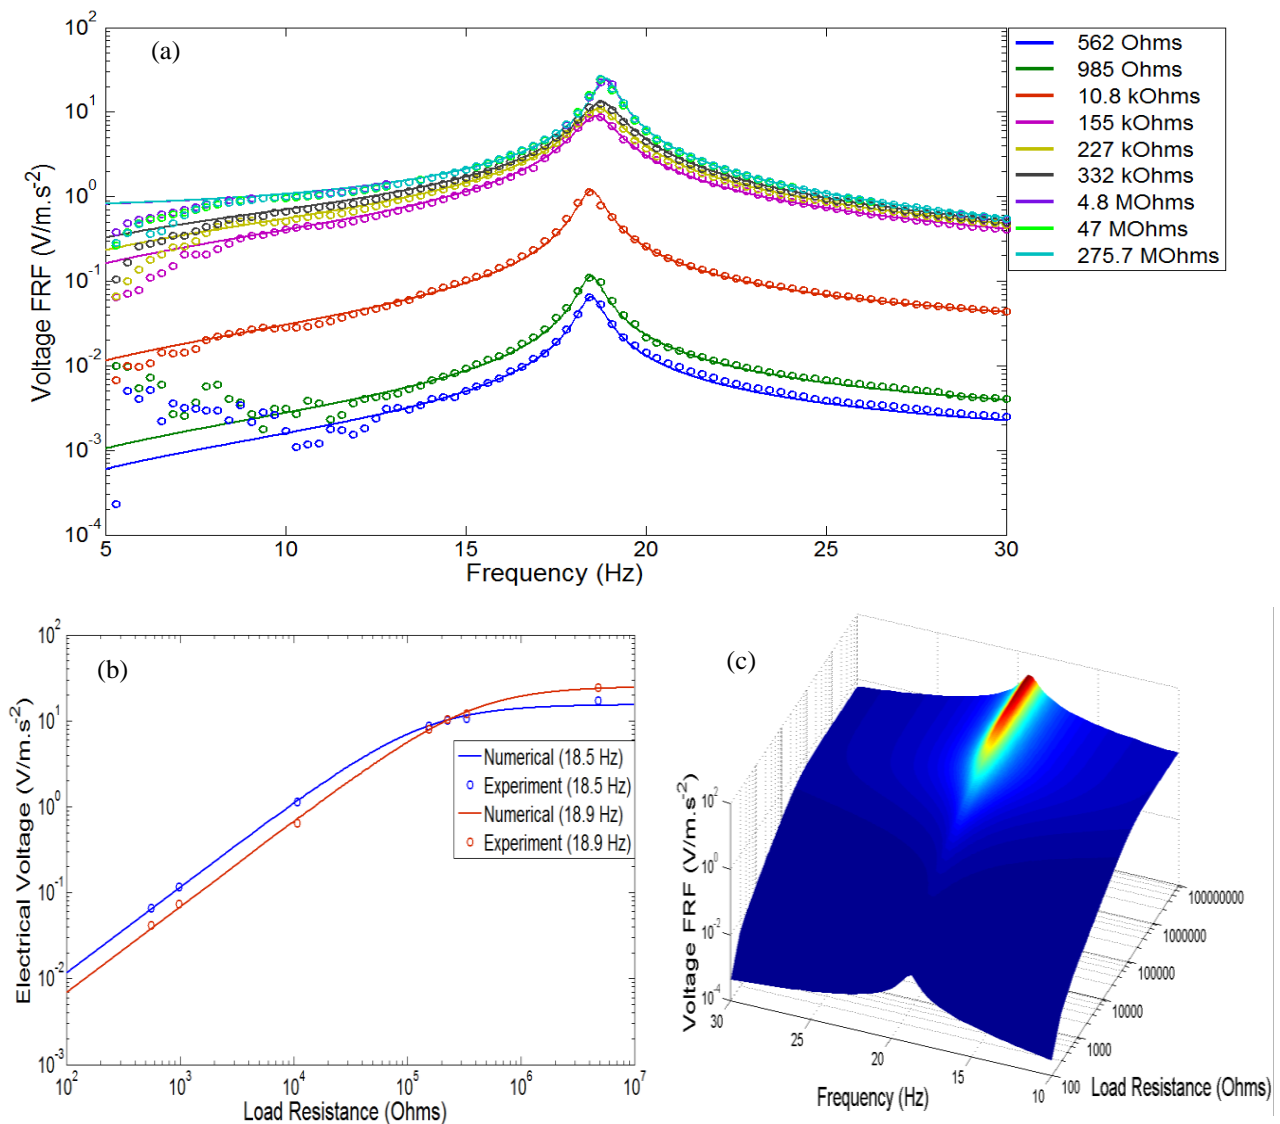 (a)
Voltage FRF (V/m.s-2)
10^2
10^1
10^0
10^-1
10^-2
10^-3
10^-4
5
10
15
20
25
30
Frequency (Hz)
562 Ohms
985 Ohms
10.8 kOhms
155 kOhms
227 kOhms
332 kOhms
4.8 MOhms
47 MOhms
275.7 MOhms
(b)
Electrical Voltage (V/m.s-2)
10^2
10^1
10^0
10^-1
10^-2
10^-3
10^2
10^3
10^4
10^5
10^6
10^7
Load Resistance (Ohms)
Numerical (18.5 Hz)
Experiment (18.5 Hz)
Numerical (18.9 Hz)
Experiment (18.9 Hz)
(c)
Voltage FRF (V/m.s-2)
10^2
10^0
10^-2
10^-4
30
25
20
15
10
Frequency (Hz)
100
1000
10000
100000
1000000
100000000
Load Resistance (Ohms)